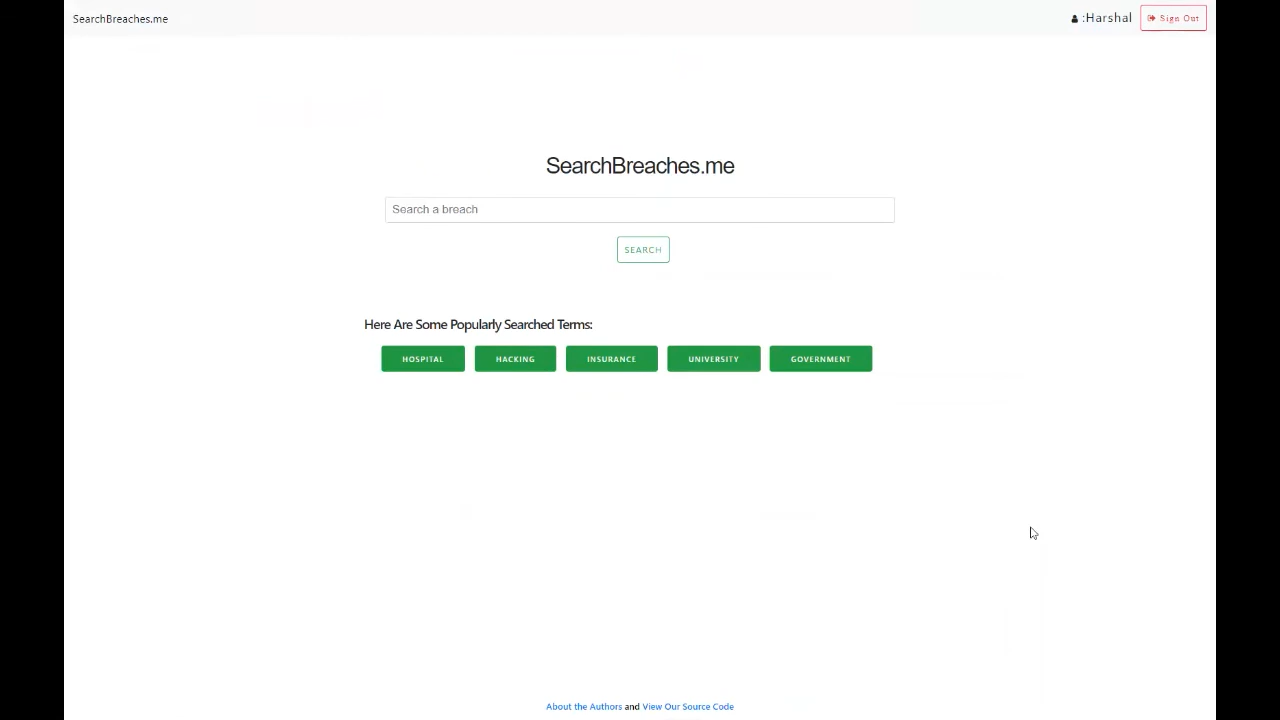 SearchBreaches.me
:Harshal
Sign Out
SearchBreaches.me
Search a breach
SEARCH
Here Are Some Popularly Searched Terms:
HOSPITAL HACKING INSURANCE UNIVERSITY GOVERNMENT
About the Authors and View Our Source Code